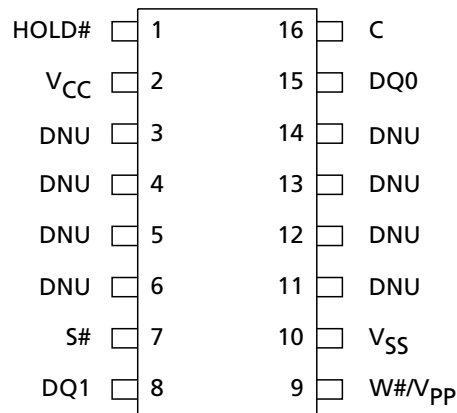 HOLD# 1 16 C
VCC 2 15 DQ0
DNU 3 14 DNU
DNU 4 13 DNU
DNU 5 12 DNU
DNU 6 11 DNU
S# 7 10 VSS
DQ1 8 9 W#/VPP